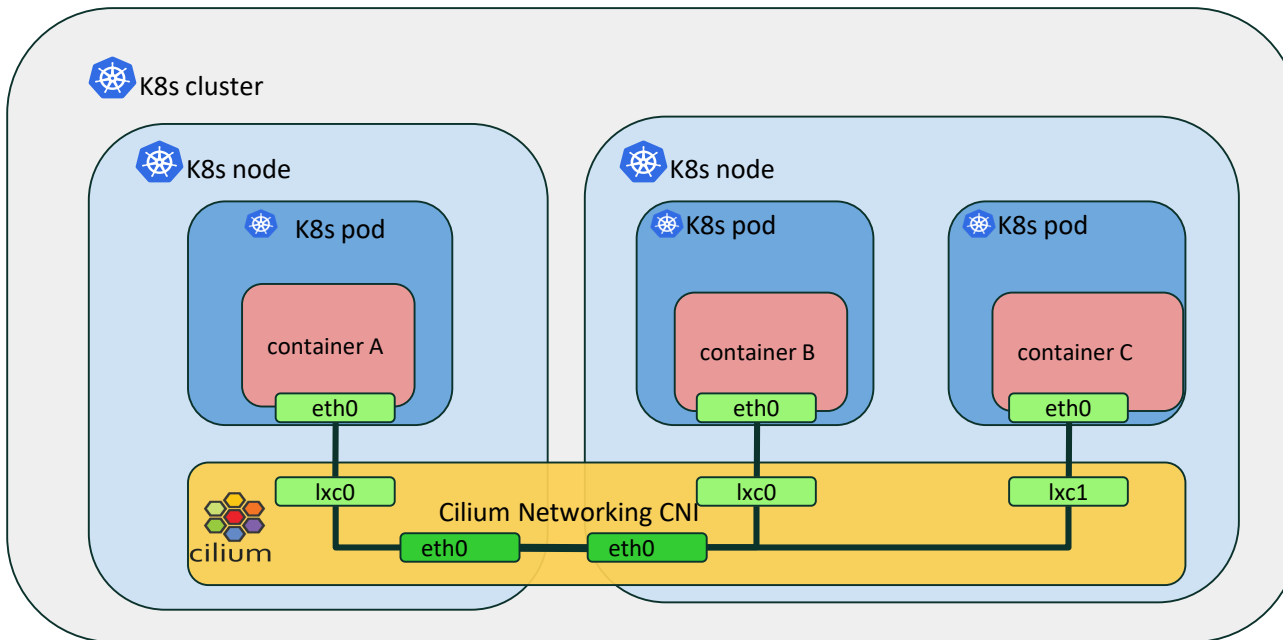 K8s cluster
K8s node
K8s node
K8s pod
K8s pod
K8s pod
container A
container B
container C
eth0
eth0
eth0
lxc0
lxc0
lxc1
Cilium Networking CNI
cilium
eth0
eth0